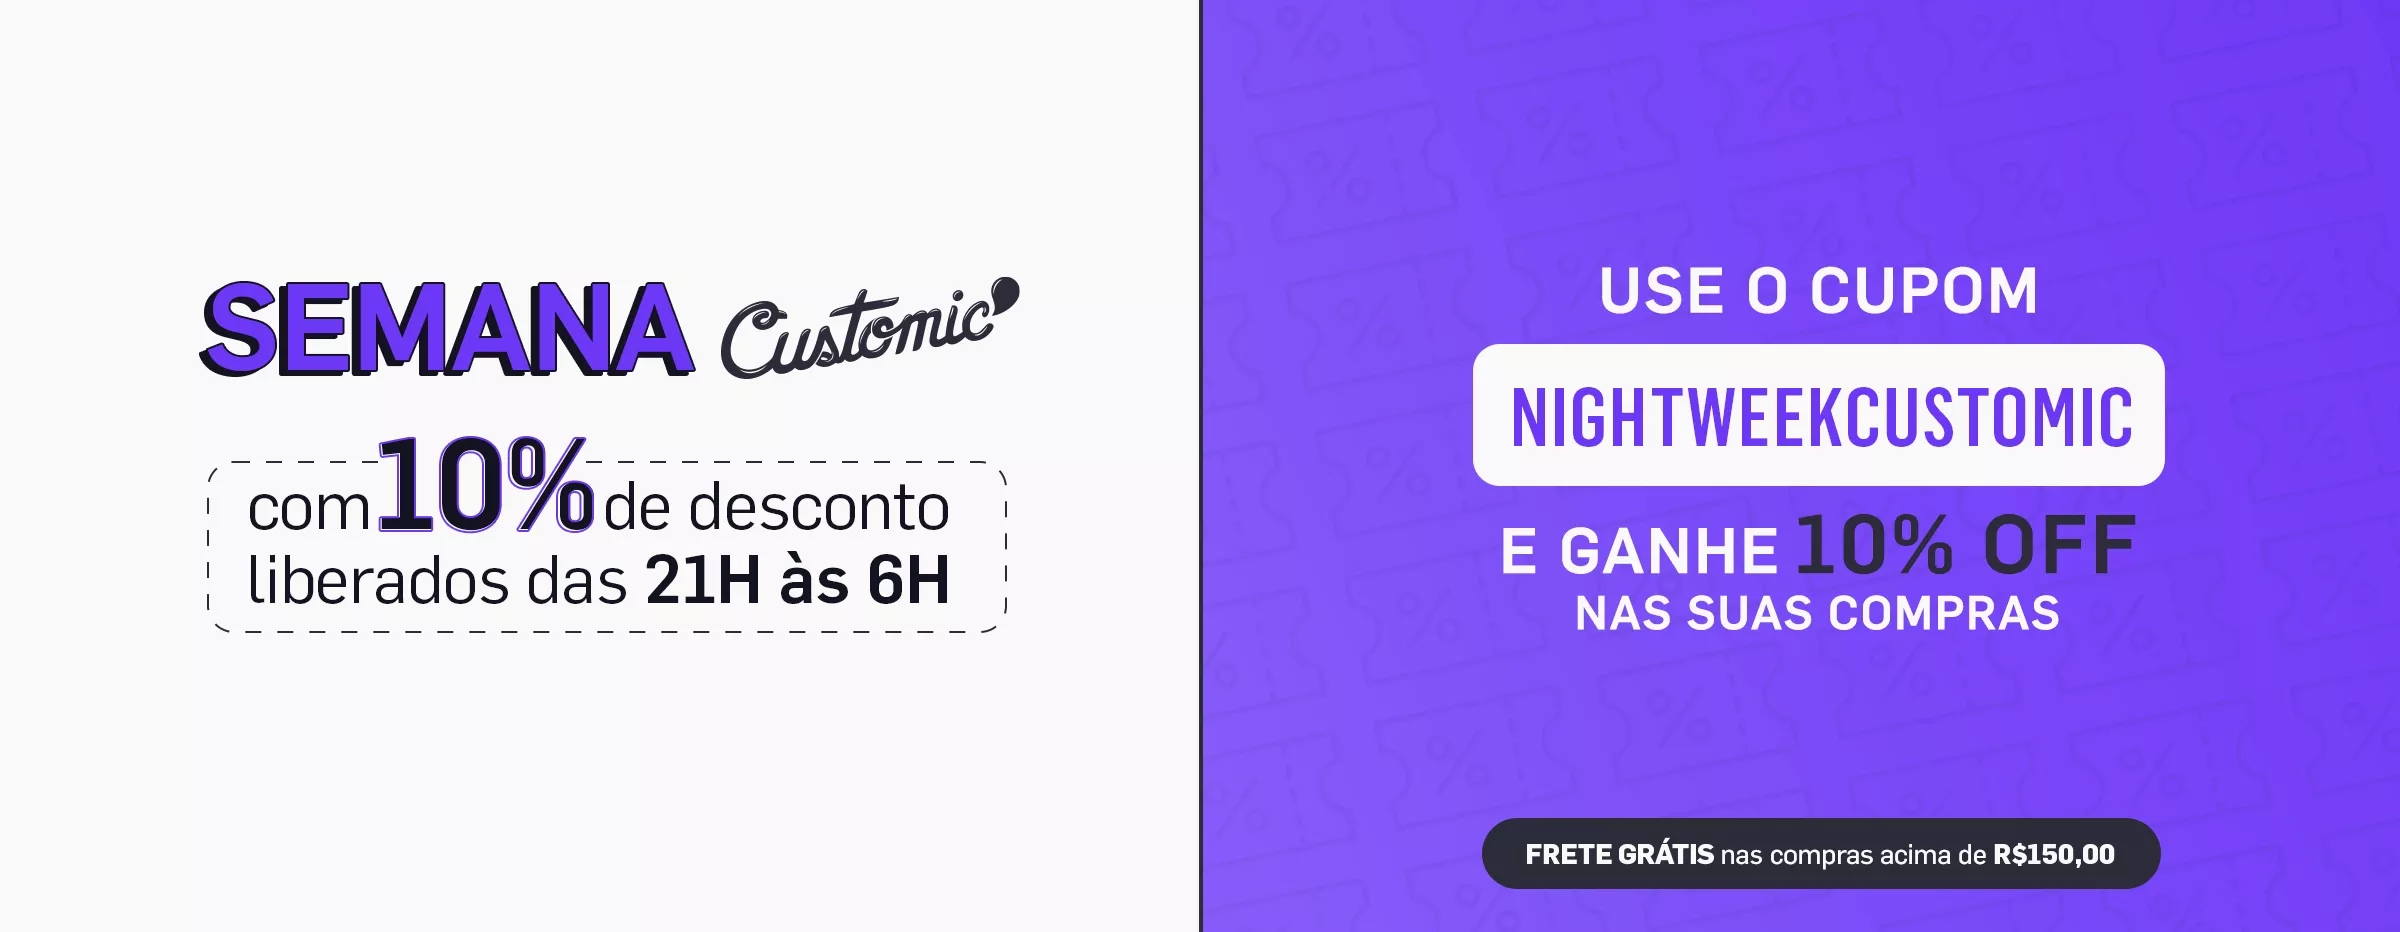 SEMANA Customic
com 10% de desconto
liberados das 21H às 6H
USE O CUPOM
NIGHTWEEKCUSTOMIC
E GANHE 10% OFF
NAS SUAS COMPRAS
FRETE GRÁTIS nas compras acima de R$150,00